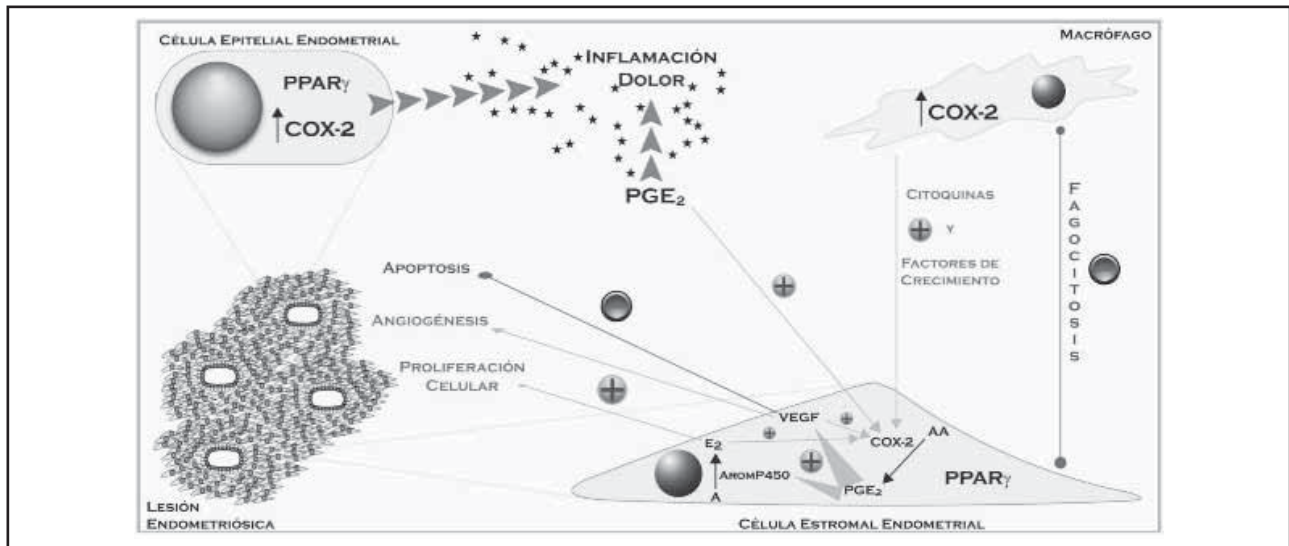 CÉLULA EPITELIAL ENDOMETRIAL
PPARγ
COX-2
INFLAMACIÓN
DOLOR
PGE₂
MACRÓFAGO
COX-2
CITOQUINAS
Y
FACTORES DE
CRECIMIENTO
FAGOCITOSIS
APOPTOSIS
ANGIOGÉNESIS
PROLIFERACIÓN
CELULAR
VEGF
E₂
COX-2
AA
AROMP450
A
PGE₂
PPARγ
LESIÓN
ENDOMETRIÓSICA
CÉLULA ESTROMAL ENDOMETRIAL